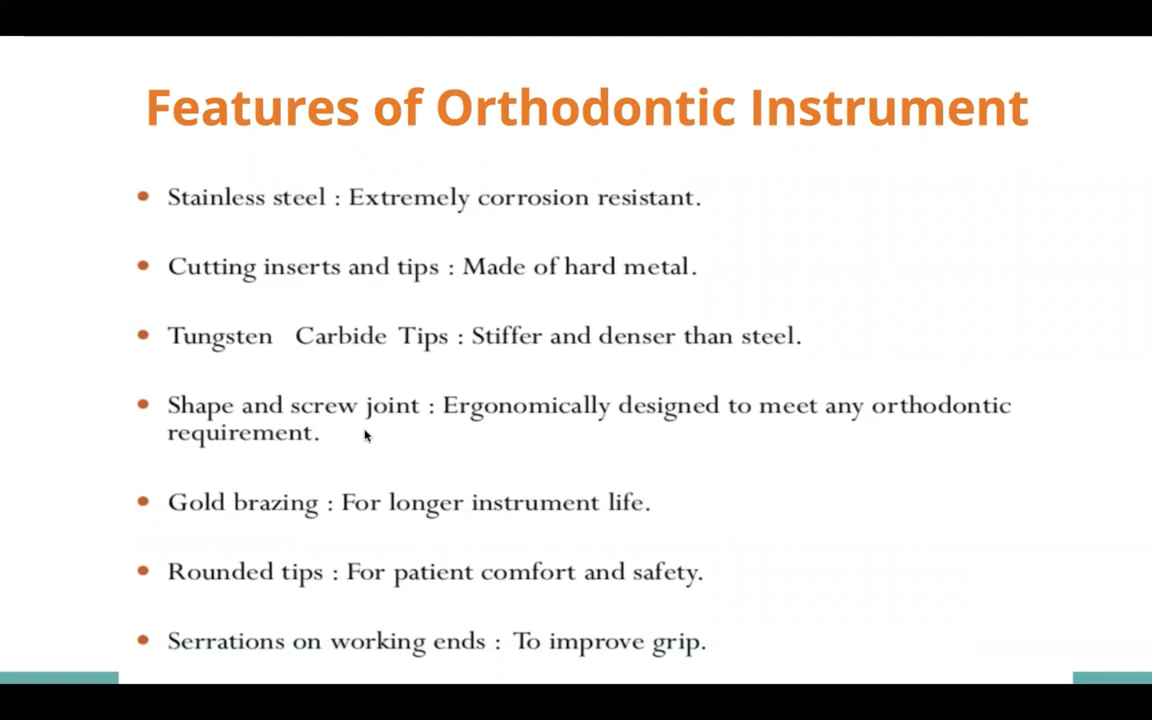 Features of Orthodontic Instrument
• Stainless steel : Extremely corrosion resistant.
• Cutting inserts and tips : Made of hard metal.
• Tungsten Carbide Tips : Stiffer and denser than steel.
• Shape and screw joint : Ergonomically designed to meet any orthodontic
requirement.
• Gold brazing : For longer instrument life.
• Rounded tips : For patient comfort and safety.
• Serrations on working ends : To improve grip.